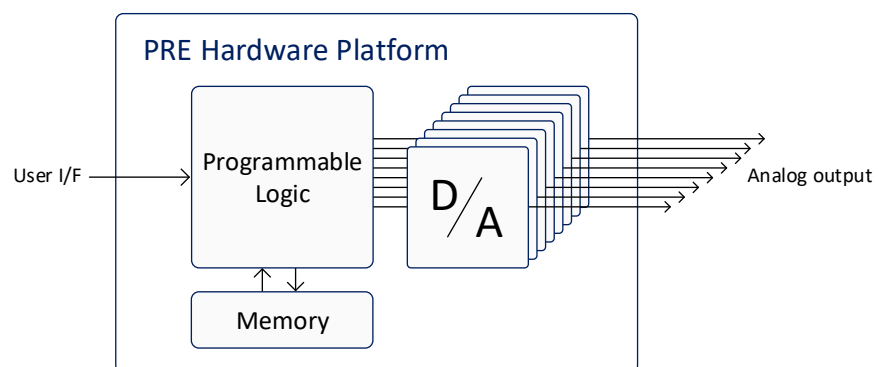 PRE Hardware Platform
User I/F
Programmable
Logic
D/A
Analog output
Memory